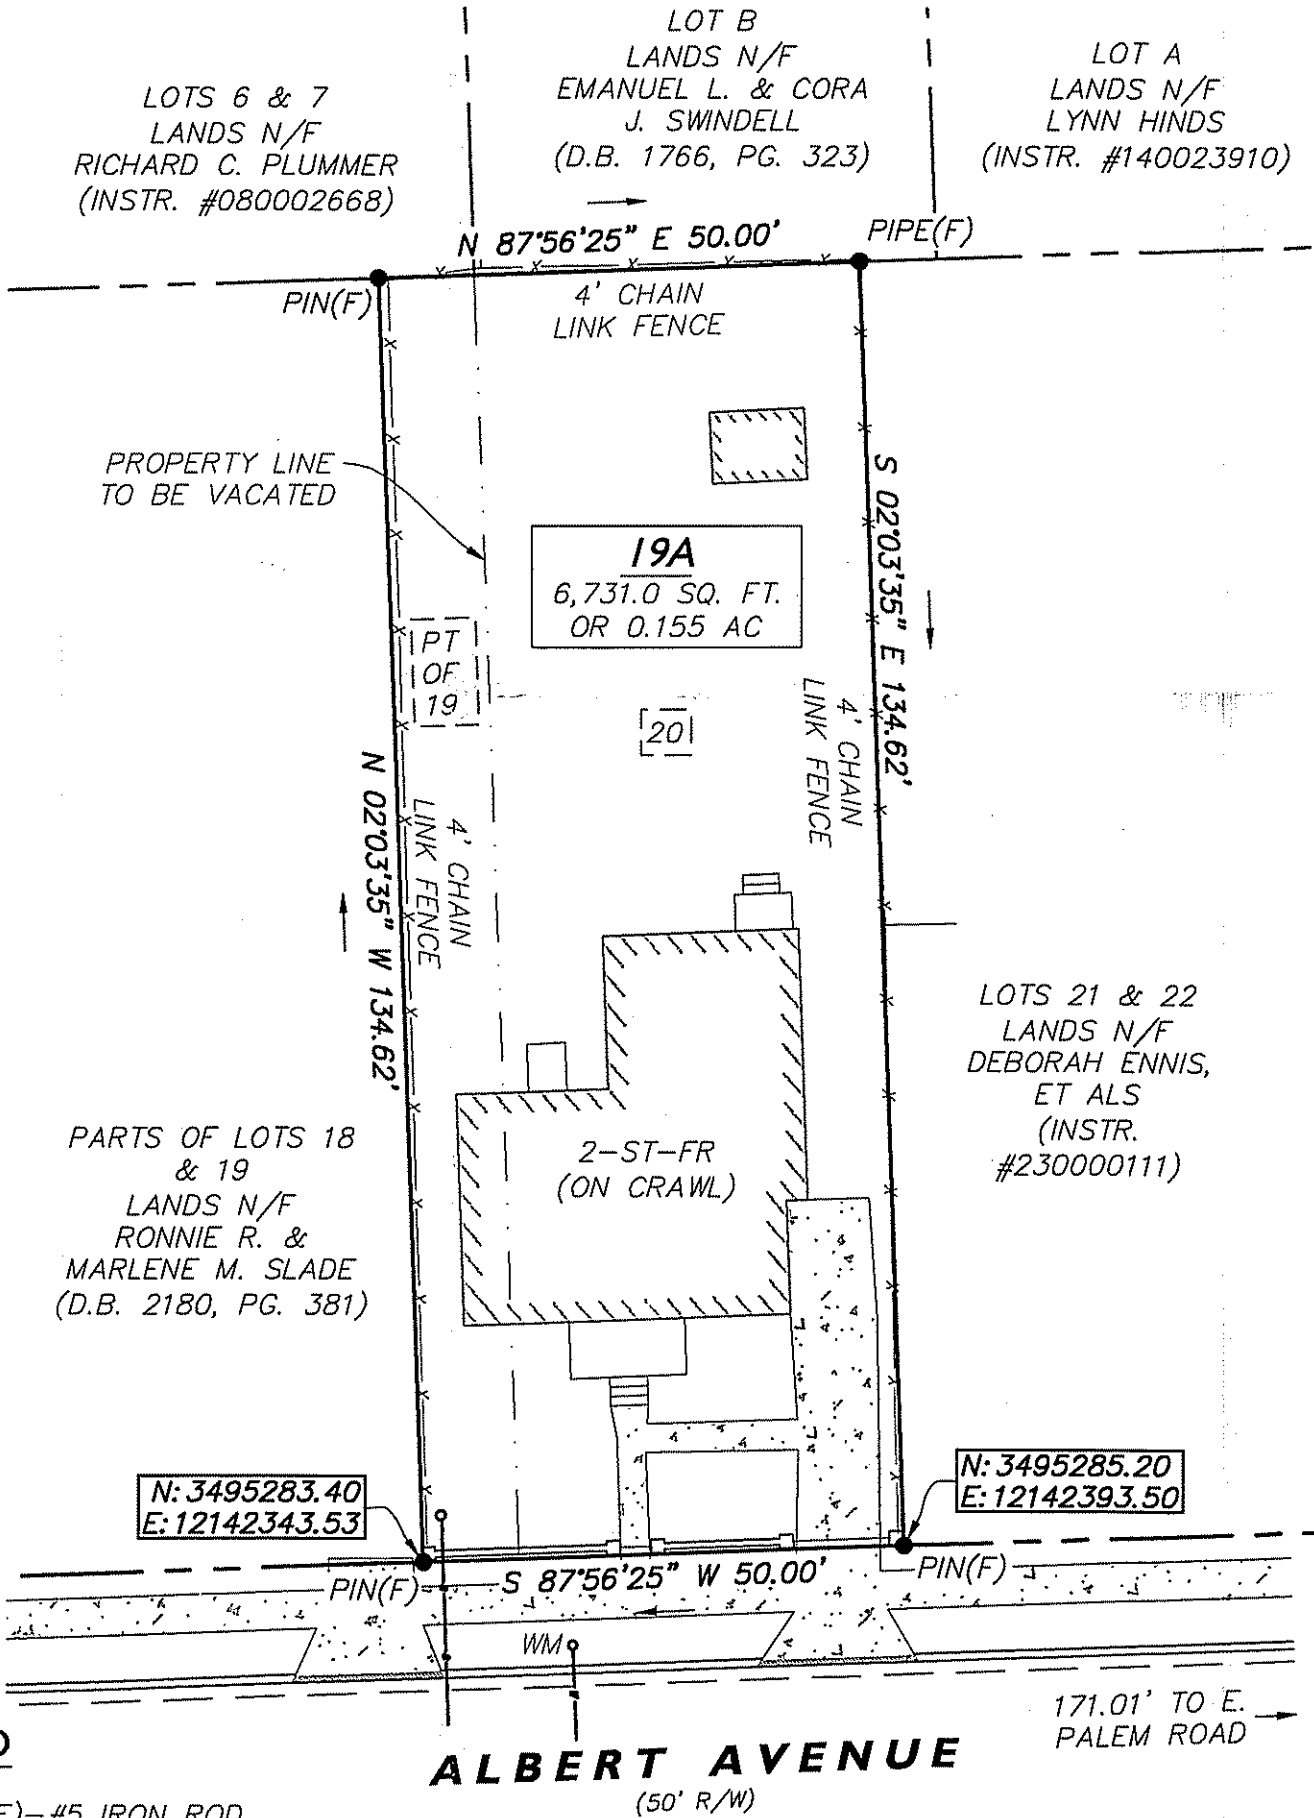 LOTS 6 & 7
LANDS N/F
RICHARD C. PLUMMER
(INSTR. #080002668)
LOT B
LANDS N/F
EMANUEL L. & CORA
J. SWINDELL
(D.B. 1766, PG. 323)
LOT A
LANDS N/F
LYNN HINDS
(INSTR. #140023910)
N 87°56'25" E 50.00'
PIPE(F)
PIN(F)
4' CHAIN
LINK FENCE
PROPERTY LINE
TO BE VACATED
19A
6,731.0 SQ. FT.
OR 0.155 AC
S 02°03'35" E 134.62'
PT
OF
19
20
4' CHAIN
LINK FENCE
N 02°03'35" W 134.62'
4' CHAIN
LINK FENCE
LOTS 21 & 22
LANDS N/F
DEBORAH ENNIS,
ET ALS
(INSTR.
#230000111)
PARTS OF LOTS 18
& 19
LANDS N/F
RONNIE R. &
MARLENE M. SLADE
(D.B. 2180, PG. 381)
2-ST-FR
(ON CRAWL)
N: 3495283.40
E: 12142343.53
N: 3495285.20
E: 12142393.50
PIN(F)
S 87°56'25" W 50.00'
PIN(F)
WM
171.01' TO E.
PALEM ROAD
ALBERT AVENUE
(50' R/W)
#5 IRON ROD